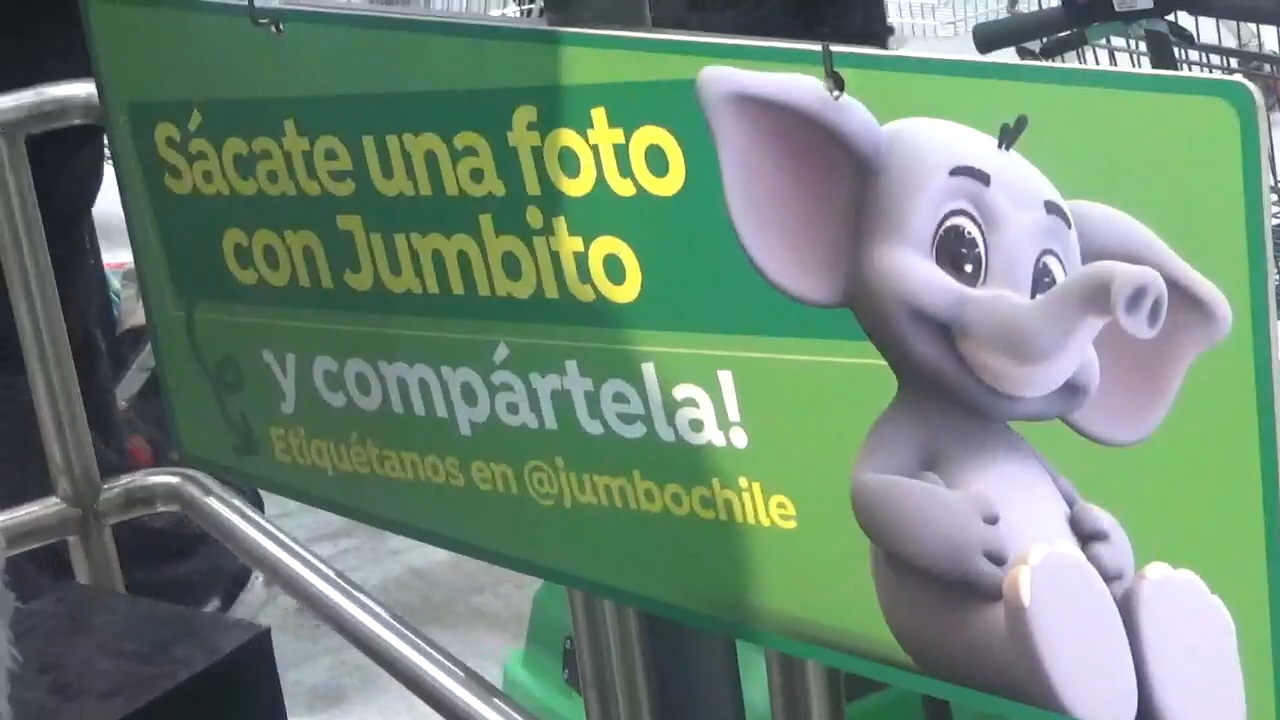 Sácate una foto
con Jumbito
y compártela!
Etiquétanos en @jumbochile